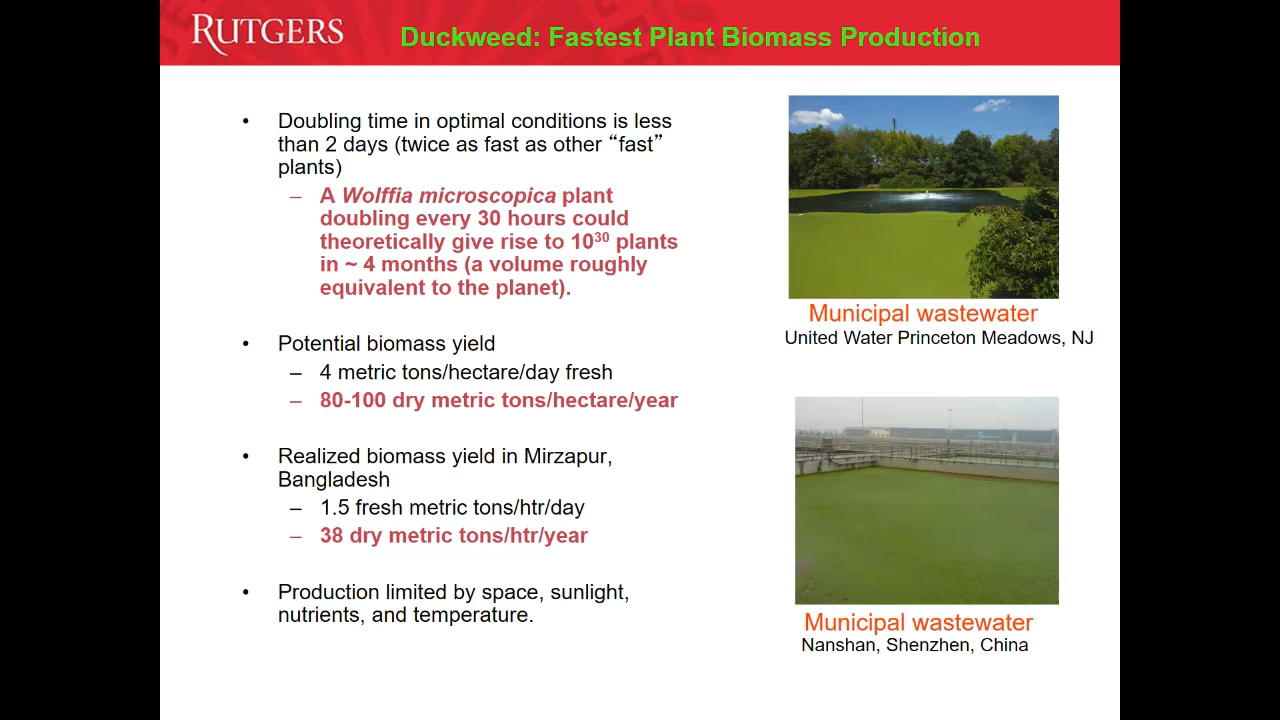 RUTGERS
Duckweed: Fastest Plant Biomass Production
• Doubling time in optimal conditions is less
than 2 days (twice as fast as other “fast”
plants)
– A Wolffia microscopica plant
doubling every 30 hours could
theoretically give rise to 10³⁰ plants
in ~ 4 months (a volume roughly
equivalent to the planet).
• Potential biomass yield
– 4 metric tons/hectare/day fresh
– 80-100 dry metric tons/hectare/year
• Realized biomass yield in Mirzapur,
Bangladesh
– 1.5 fresh metric tons/htr/day
– 38 dry metric tons/htr/year
• Production limited by space, sunlight,
nutrients, and temperature.
Municipal wastewater
United Water Princeton Meadows, NJ
Municipal wastewater
Nanshan, Shenzhen, China